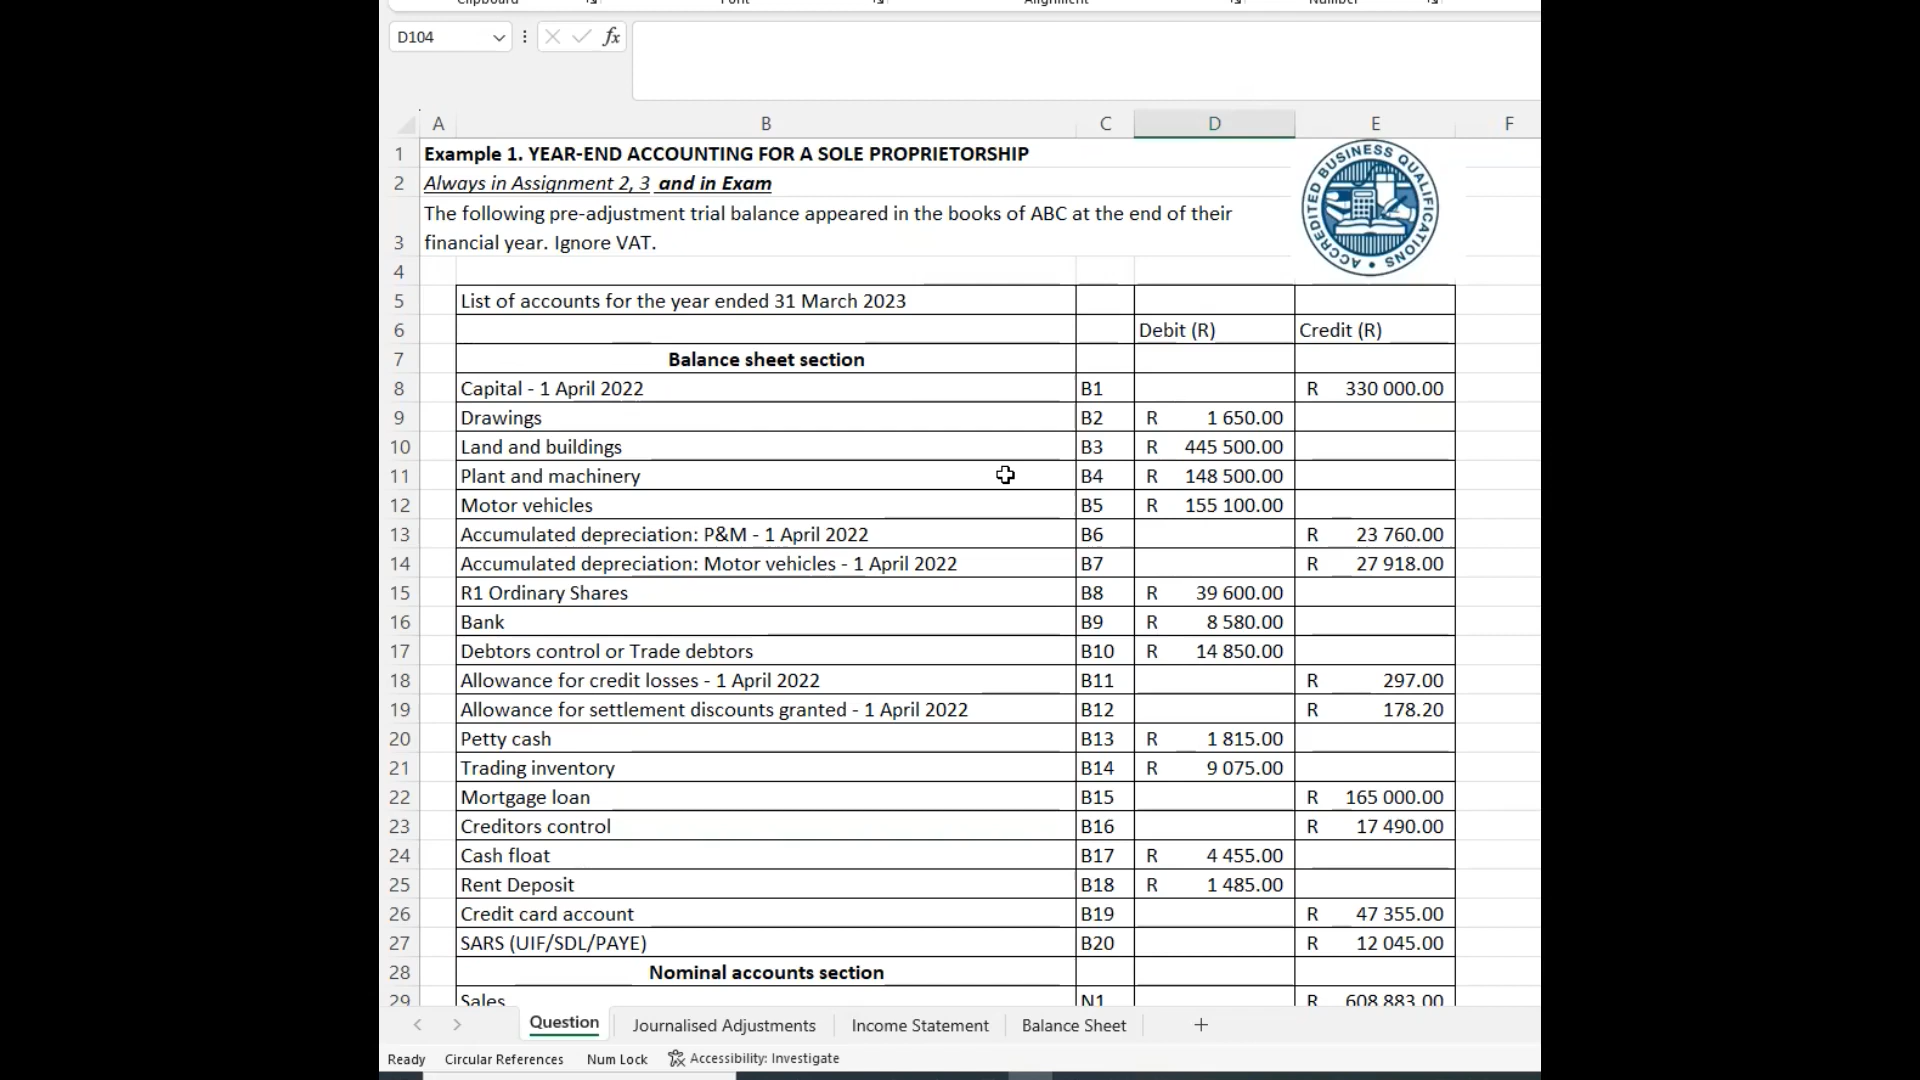 Clipboard Font Alignment Number
D104 fx
A B C D E F
1 Example 1. YEAR-END ACCOUNTING FOR A SOLE PROPRIETORSHIP
2 Always in Assignment 2, 3 and in Exam
The following pre-adjustment trial balance appeared in the books of ABC at the end of their
3 financial year. Ignore VAT.
ACCREDITED BUSINESS QUALIFICATIONS
4
5 List of accounts for the year ended 31 March 2023
6 Debit (R) Credit (R)
7 Balance sheet section
8 Capital - 1 April 2022 B1 R 330 000.00
9 Drawings B2 R 1 650.00
10 Land and buildings B3 R 445 500.00
11 Plant and machinery B4 R 148 500.00
12 Motor vehicles B5 R 155 100.00
13 Accumulated depreciation: P&M - 1 April 2022 B6 R 23 760.00
14 Accumulated depreciation: Motor vehicles - 1 April 2022 B7 R 27 918.00
15 R1 Ordinary Shares B8 R 39 600.00
16 Bank B9 R 8 580.00
17 Debtors control or Trade debtors B10 R 14 850.00
18 Allowance for credit losses - 1 April 2022 B11 R 297.00
19 Allowance for settlement discounts granted - 1 April 2022 B12 R 178.20
20 Petty cash B13 R 1 815.00
21 Trading inventory B14 R 9 075.00
22 Mortgage loan B15 R 165 000.00
23 Creditors control B16 R 17 490.00
24 Cash float B17 R 4 455.00
25 Rent Deposit B18 R 1 485.00
26 Credit card account B19 R 47 355.00
27 SARS (UIF/SDL/PAYE) B20 R 12 045.00
28 Nominal accounts section
29 Sales N1 R 608 883.00
Question Journalised Adjustments Income Statement Balance Sheet
Ready Circular References Num Lock Accessibility: Investigate